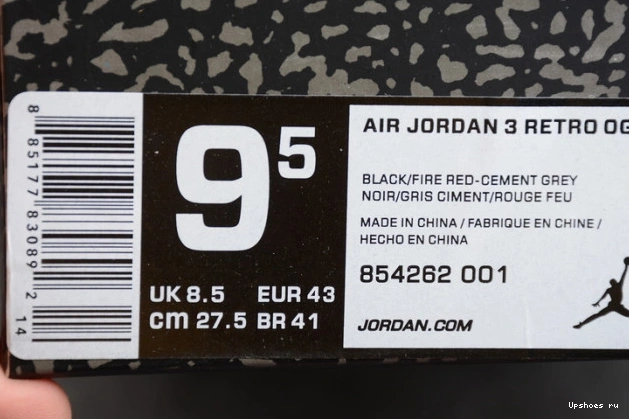 8 851777 83089 2 14
9 5
UK 8.5 EUR 43
cm 27.5 BR 41
AIR JORDAN 3 RETRO OG
BLACK/FIRE RED-CEMENT GREY
NOIR/GRIS CIMENT/ROUGE FEU
MADE IN CHINA / FABRIQUE EN CHINE /
HECHO EN CHINA
854262 001
JORDAN.COM
Upshoes ru